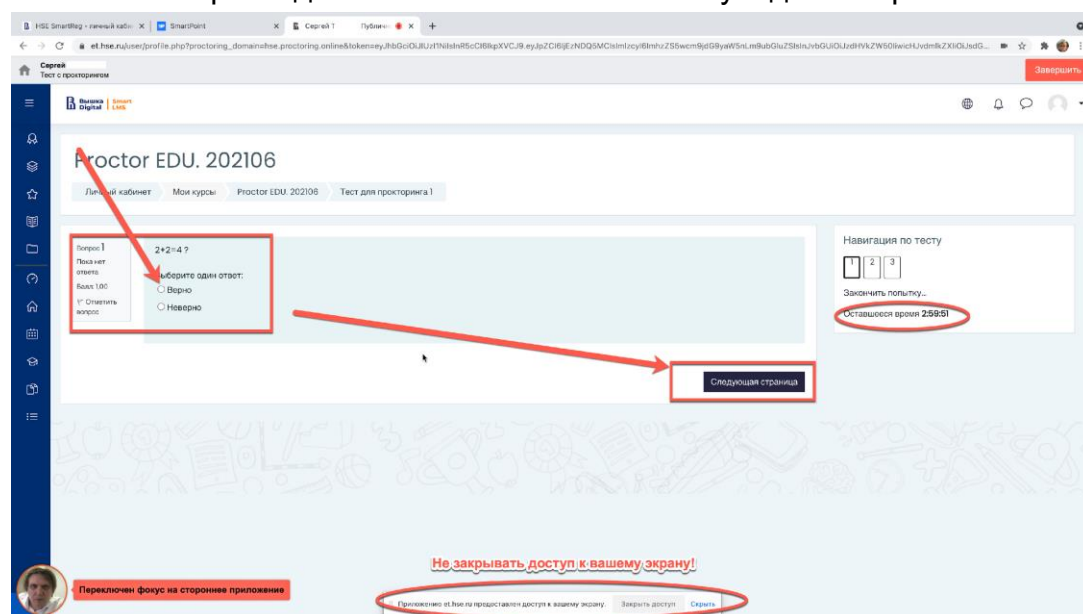 HSE SmartReg - личный кабин
SmartPoint
Сергей Т
Публичн
et.hse.ru/user/profile.php?proctoring_domain=hse.proctoring.online&token=
Сергей
Тест с прокторингом
Завершить
Вышка Digital | Smart LMS
Proctor EDU. 202106
Личный кабинет
Мои курсы
Proctor EDU. 202106
Тест для прокторинга 1
Вопрос 1
Пока нет
ответа
Балл: 1,00
Отметить
вопрос
2+2=4 ?
Выберите один ответ:
Верно
Неверно
Следующая страница
Навигация по тесту
1 2 3
Закончить попытку...
Оставшееся время 2:59:51
Не закрывать доступ к вашему экрану!
Переключен фокус на стороннее приложение
Приложению et.hse.ru предоставлен доступ к вашему экрану.
Закрыть доступ
Скрыть